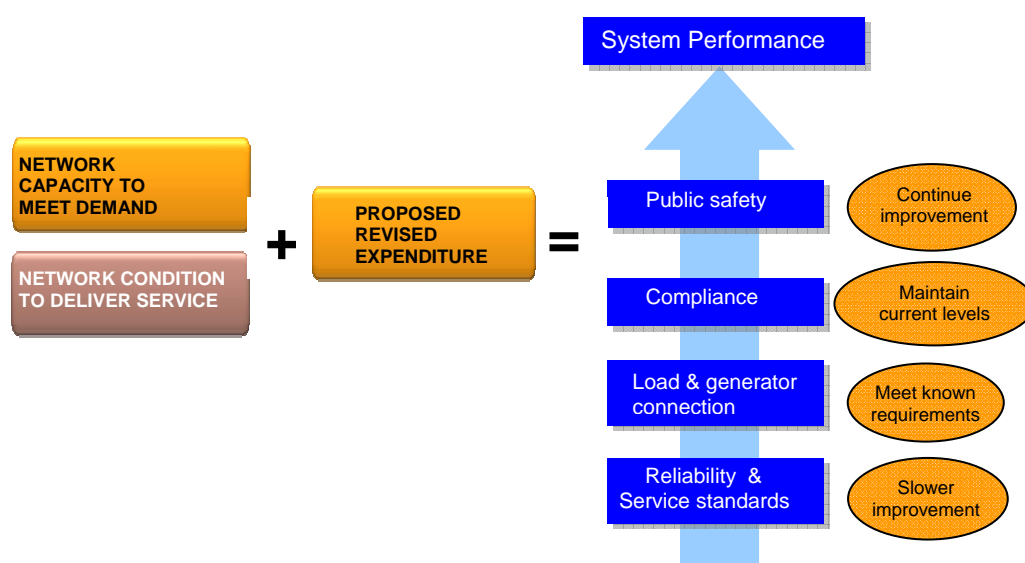 System Performance
NETWORK
CAPACITY TO
MEET DEMAND
NETWORK CONDITION
TO DELIVER SERVICE
+
PROPOSED
REVISED
EXPENDITURE
=
Public safety
Continue
improvement
Compliance
Maintain
current levels
Load & generator
connection
Meet known
requirements
Reliability &
Service standards
Slower
improvement